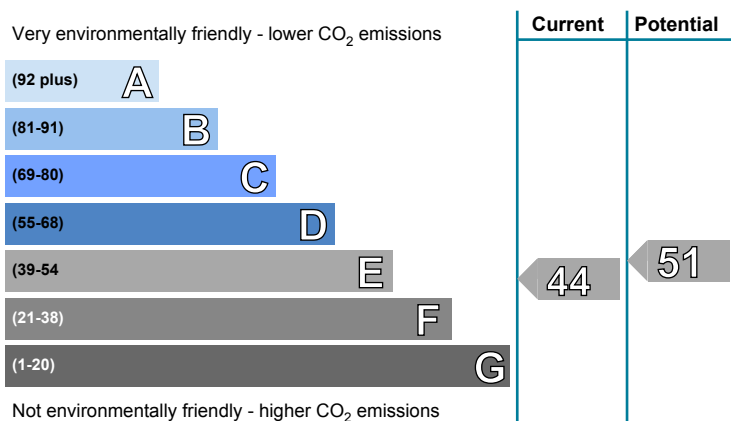 Very environmentally friendly - lower CO2 emissions
Current
Potential
(92 plus) A
(81-91) B
(69-80) C
(55-68) D
(39-54 E
(21-38) F
(1-20) G
44
51
Not environmentally friendly - higher CO2 emissions